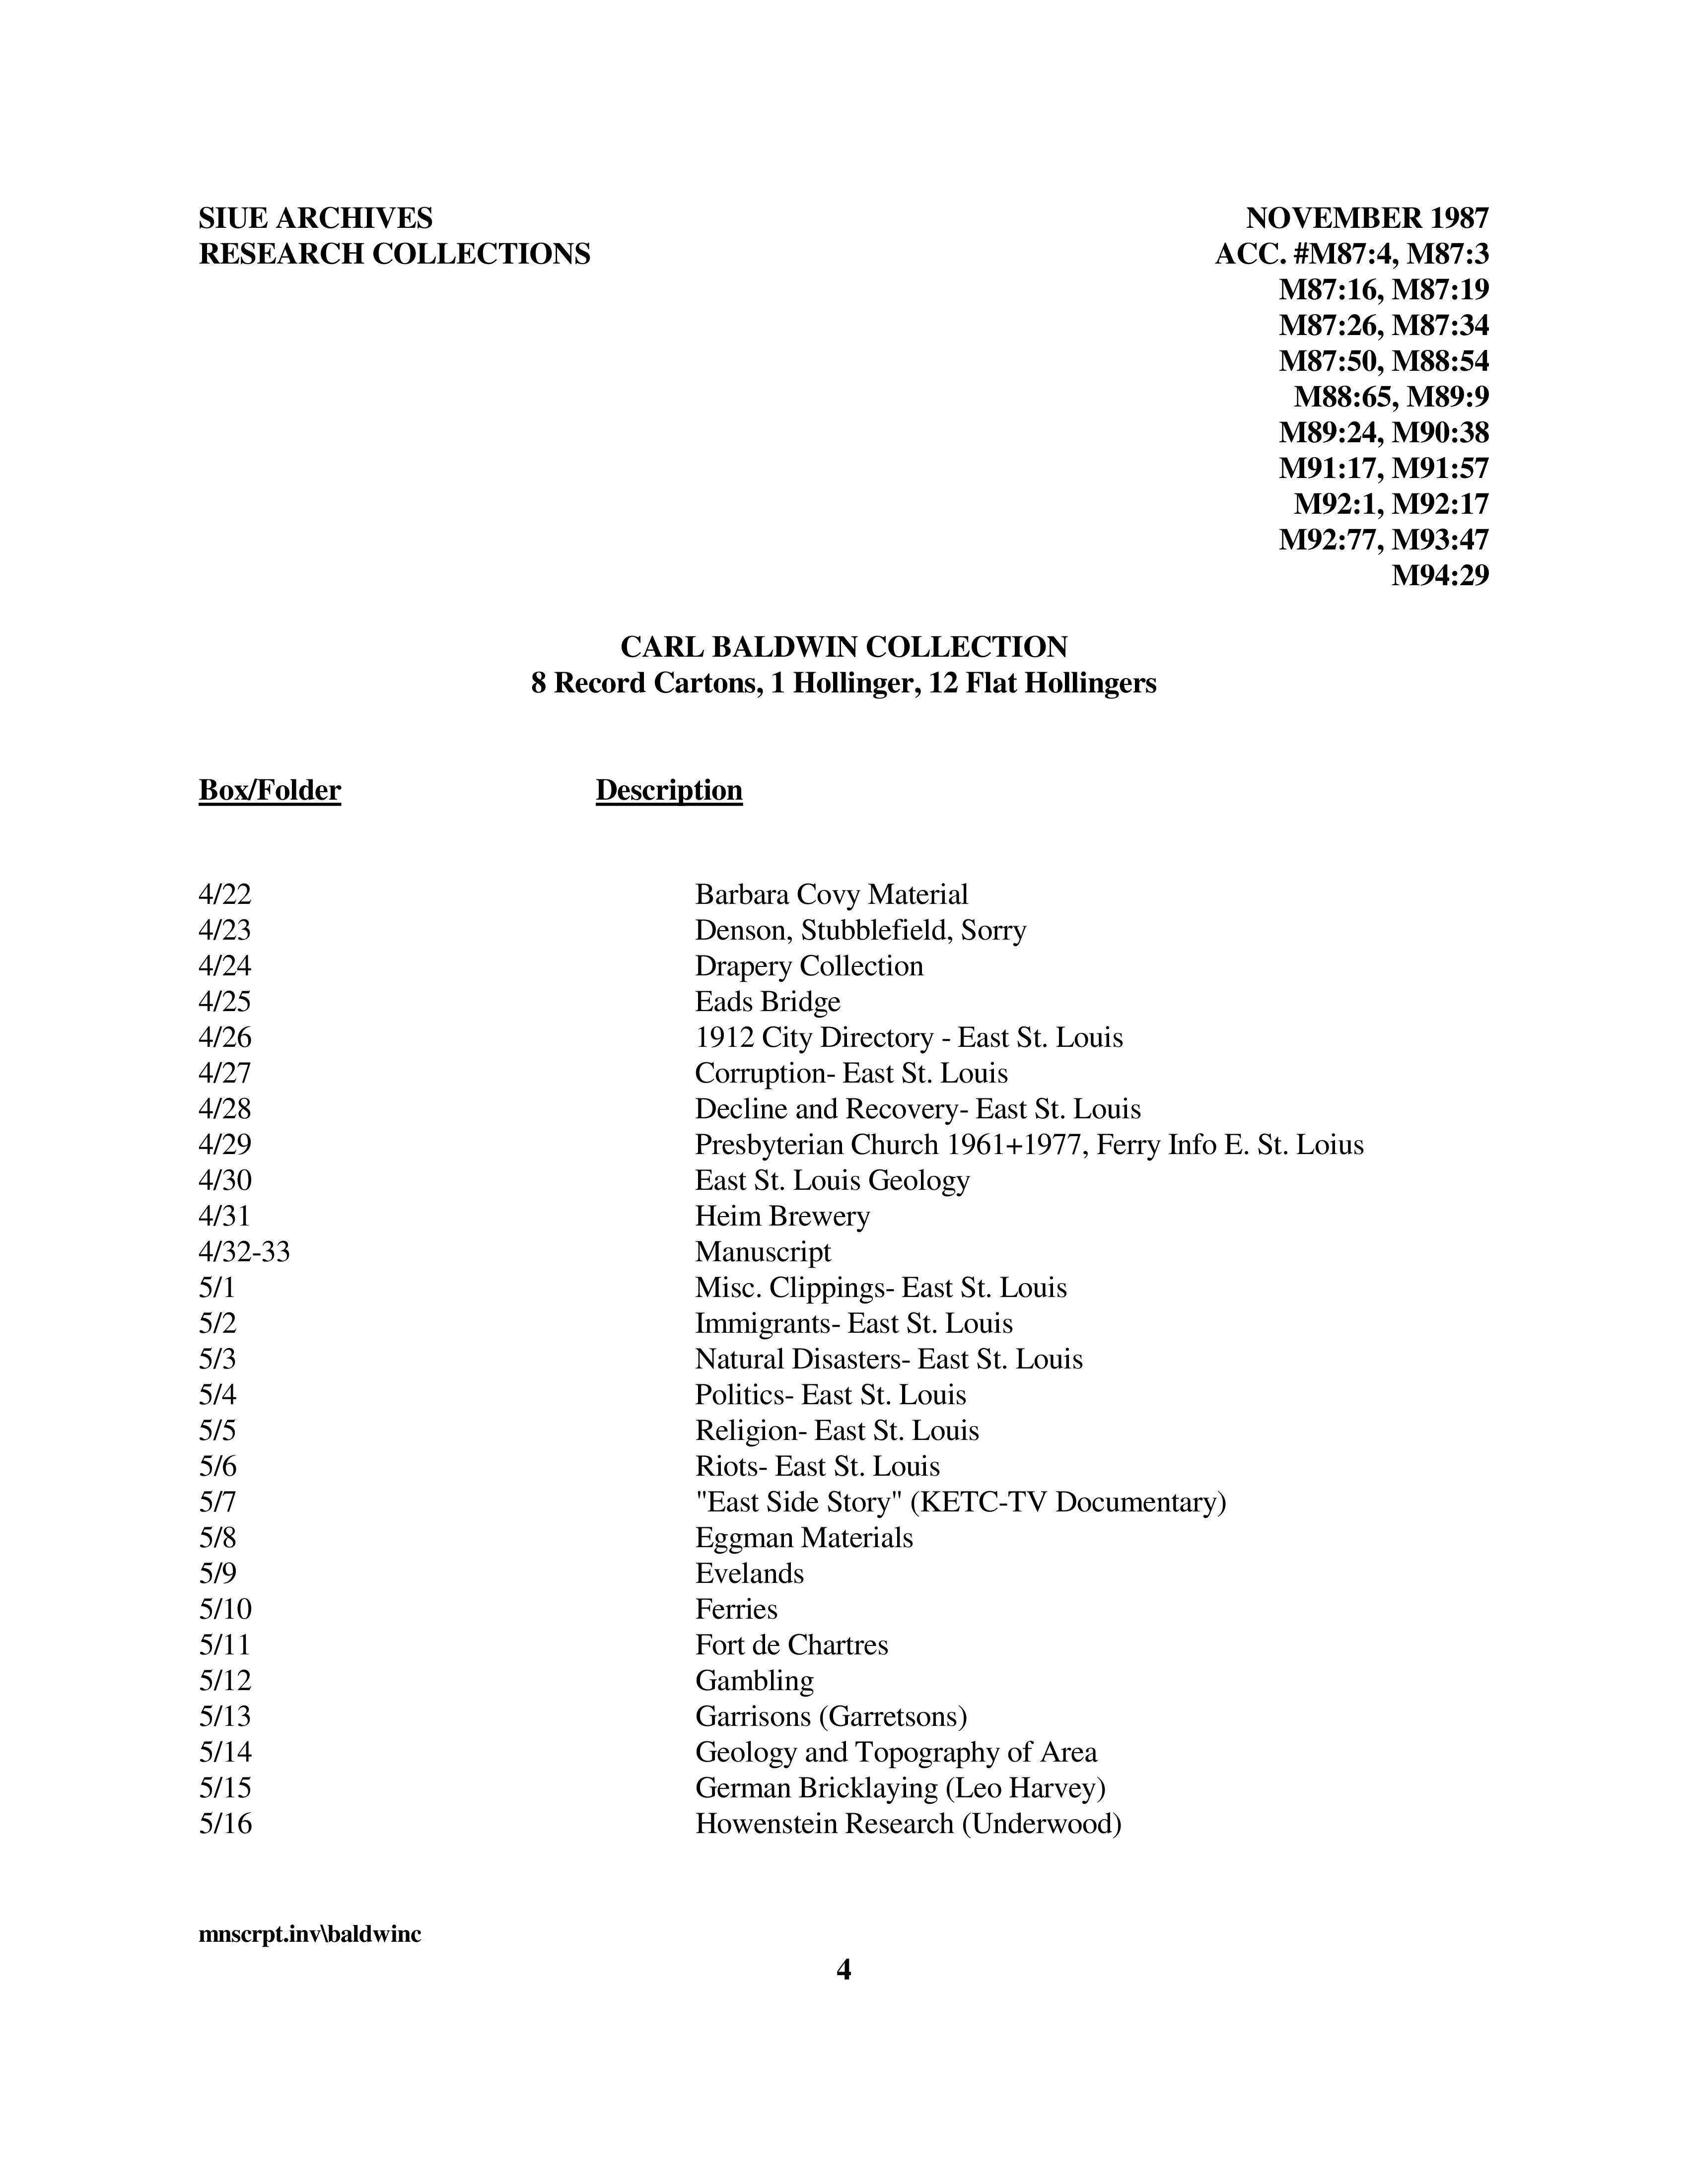 SIUE ARCHIVES NOVEMBER 1987
RESEARCH COLLECTIONS ACC. #M87:4, M87:3
M87:16, M87:19
M87:26, M87:34
M87:50, M88:54
M88:65, M89:9
M89:24, M90:38
M91:17, M91:57
M92:1, M92:17
M92:77, M93:47
M94:29
CARL BALDWIN COLLECTION
8 Record Cartons, 1 Hollinger, 12 Flat Hollingers
Box/Folder Description
4/22 Barbara Covy Material
4/23 Denson, Stubblefield, Sorry
4/24 Drapery Collection
4/25 Eads Bridge
4/26 1912 City Directory - East St. Louis
4/27 Corruption- East St. Louis
4/28 Decline and Recovery- East St. Louis
4/29 Presbyterian Church 1961+1977, Ferry Info E. St. Loius
4/30 East St. Louis Geology
4/31 Heim Brewery
4/32-33 Manuscript
5/1 Misc. Clippings- East St. Louis
5/2 Immigrants- East St. Louis
5/3 Natural Disasters- East St. Louis
5/4 Politics- East St. Louis
5/5 Religion- East St. Louis
5/6 Riots- East St. Louis
5/7 "East Side Story" (KETC-TV Documentary)
5/8 Eggman Materials
5/9 Evelands
5/10 Ferries
5/11 Fort de Chartres
5/12 Gambling
5/13 Garrisons (Garretsons)
5/14 Geology and Topography of Area
5/15 German Bricklaying (Leo Harvey)
5/16 Howenstein Research (Underwood)
mnscrpt.inv\baldwinc
4